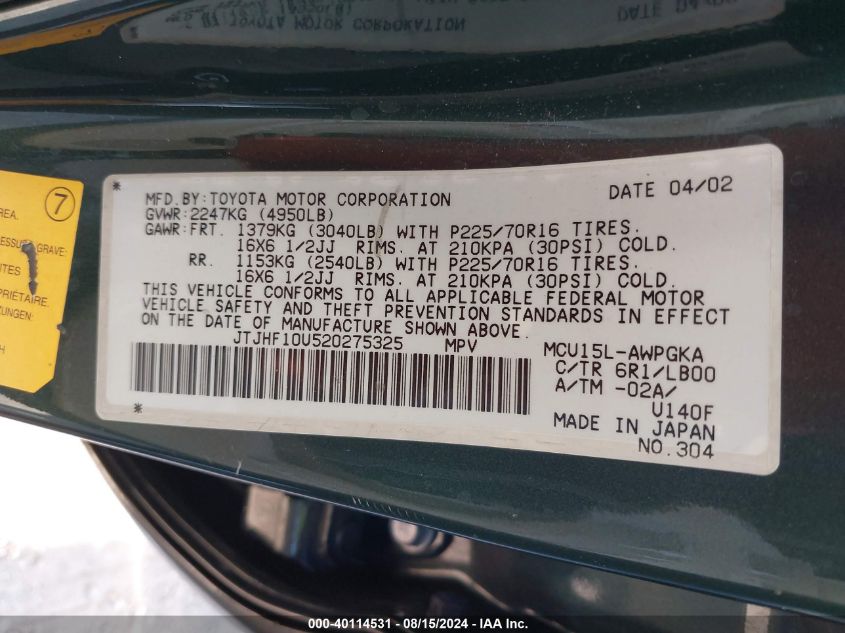 TOYOTA MOTOR CORPORATION
DATE
7
AREA.
GRAVE:
MFD.BY:TOYOTA MOTOR CORPORATION DATE 04/02
GVWR:2247KG (4950LB)
GAWR:FRT. 1379KG (3040LB) WITH P225/70R16 TIRES.
16X6 1/2JJ RIMS. AT 210KPA (30PSI) COLD.
RR. 1153KG (2540LB) WITH P225/70R16 TIRES.
16X6 1/2JJ RIMS. AT 210KPA (30PSI) COLD.
THIS VEHICLE CONFORMS TO ALL APPLICABLE FEDERAL MOTOR
VEHICLE SAFETY AND THEFT PREVENTION STANDARDS IN EFFECT
ON THE DATE OF MANUFACTURE SHOWN ABOVE.
JTJHF10U520275325 MPV MCU15L-AWPGKA
C/TR 6R1/LB00
A/TM -02A/
U140F
MADE IN JAPAN
NO.304
000-40114531 - 08/15/2024 - IAA Inc.